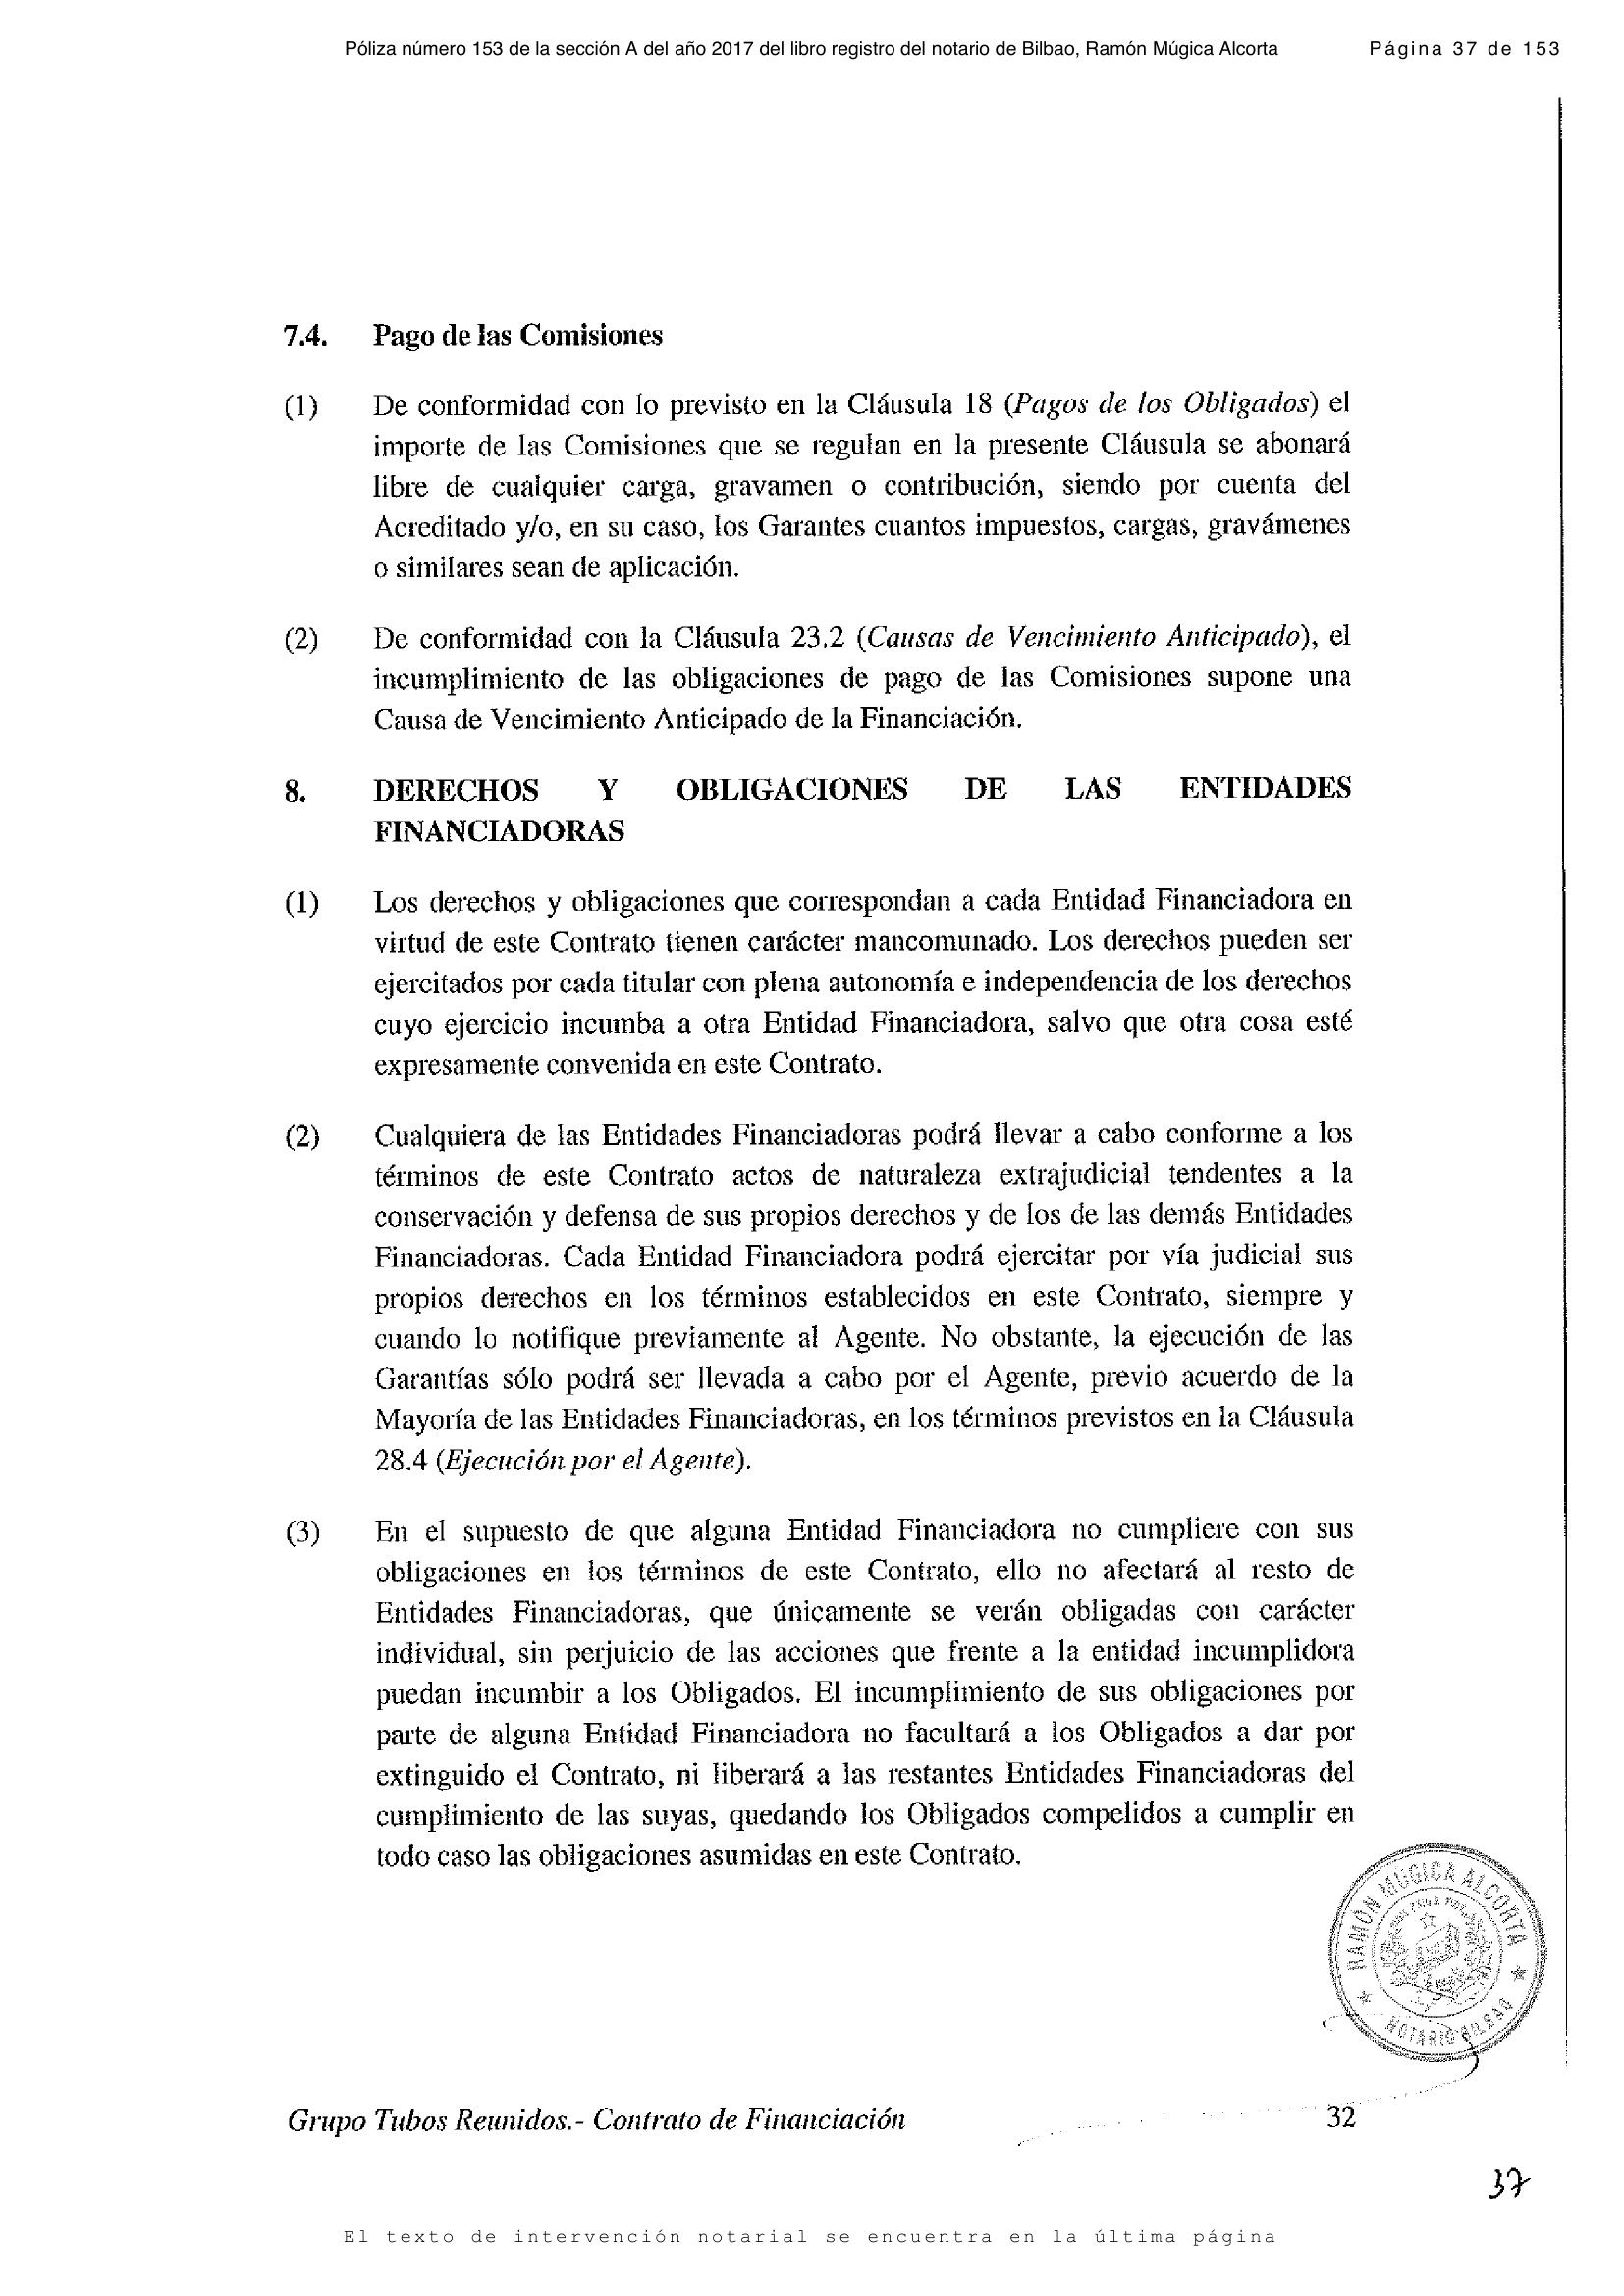 Póliza número 153 de la sección A del año 2017 del libro registro del notario de Bilbao, Ramón Múgica Alcorta Página 37 de 153
7.4. Pago de las Comisiones
(1) De conformidad con lo previsto en la Cláusula 18 (Pagos de los Obligados) el
importe de las Comisiones que se regulan en la presente Cláusula se abonará
libre de cualquier carga, gravamen o contribución, siendo por cuenta del
Acreditado y/o, en su caso, los Garantes cuantos impuestos, cargas, gravámenes
o similares sean de aplicación.
(2) De conformidad con la Cláusula 23.2 (Causas de Vencimiento Anticipado), el
incumplimiento de las obligaciones de pago de las Comisiones supone una
Causa de Vencimiento Anticipado de la Financiación.
8. DERECHOS Y OBLIGACIONES DE LAS ENTIDADES
FINANCIADORAS
(1) Los derechos y obligaciones que correspondan a cada Entidad Financiadora en
virtud de este Contrato tienen carácter mancomunado. Los derechos pueden ser
ejercitados por cada titular con plena autonomía e independencia de los derechos
cuyo ejercicio incumba a otra Entidad Financiadora, salvo que otra cosa esté
expresamente convenida en este Contrato.
(2) Cualquiera de las Entidades Financiadoras podrá llevar a cabo conforme a los
términos de este Contrato actos de naturaleza extrajudicial tendentes a la
conservación y defensa de sus propios derechos y de los de las demás Entidades
Financiadoras. Cada Entidad Financiadora podrá ejercitar por vía judicial sus
propios derechos en los términos establecidos en este Contrato, siempre y
cuando lo notifique previamente al Agente. No obstante, la ejecución de las
Garantías sólo podrá ser llevada a cabo por el Agente, previo acuerdo de la
Mayoría de las Entidades Financiadoras, en los términos previstos en la Cláusula
28.4 (Ejecución por el Agente).
(3) En el supuesto de que alguna Entidad Financiadora no cumpliere con sus
obligaciones en los términos de este Contrato, ello no afectará al resto de
Entidades Financiadoras, que únicamente se verán obligadas con carácter
individual, sin perjuicio de las acciones que frente a la entidad incumplidora
puedan incumbir a los Obligados. El incumplimiento de sus obligaciones por
parte de alguna Entidad Financiadora no facultará a los Obligados a dar por
extinguido el Contrato, ni liberará a las restantes Entidades Financiadoras del
cumplimiento de las suyas, quedando los Obligados compelidos a cumplir en
todo caso las obligaciones asumidas en este Contrato.
RAMON MUGICA ALCORTA
NOTARIO BILBAO
Grupo Tubos Reunidos.- Contrato de Financiación 32
37
El texto de intervención notarial se encuentra en la última página